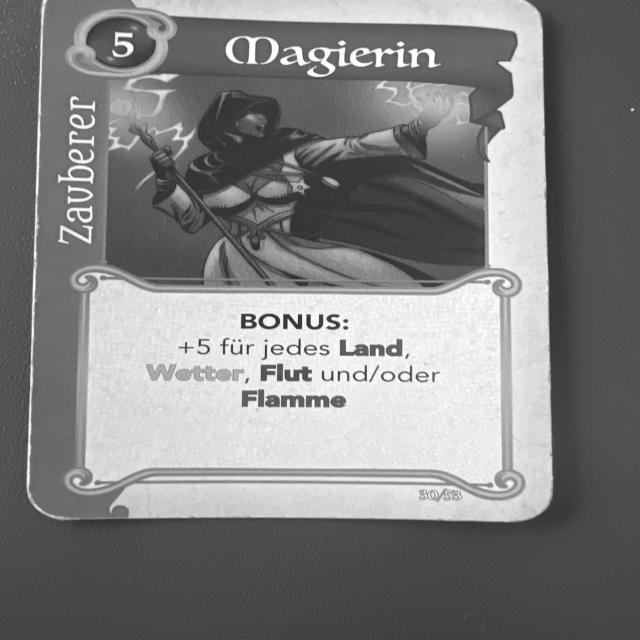 5
Magierin
Zauberer
BONUS:
+5 für jedes Land,
Wetter, Flut und/oder
Flamme
30/53